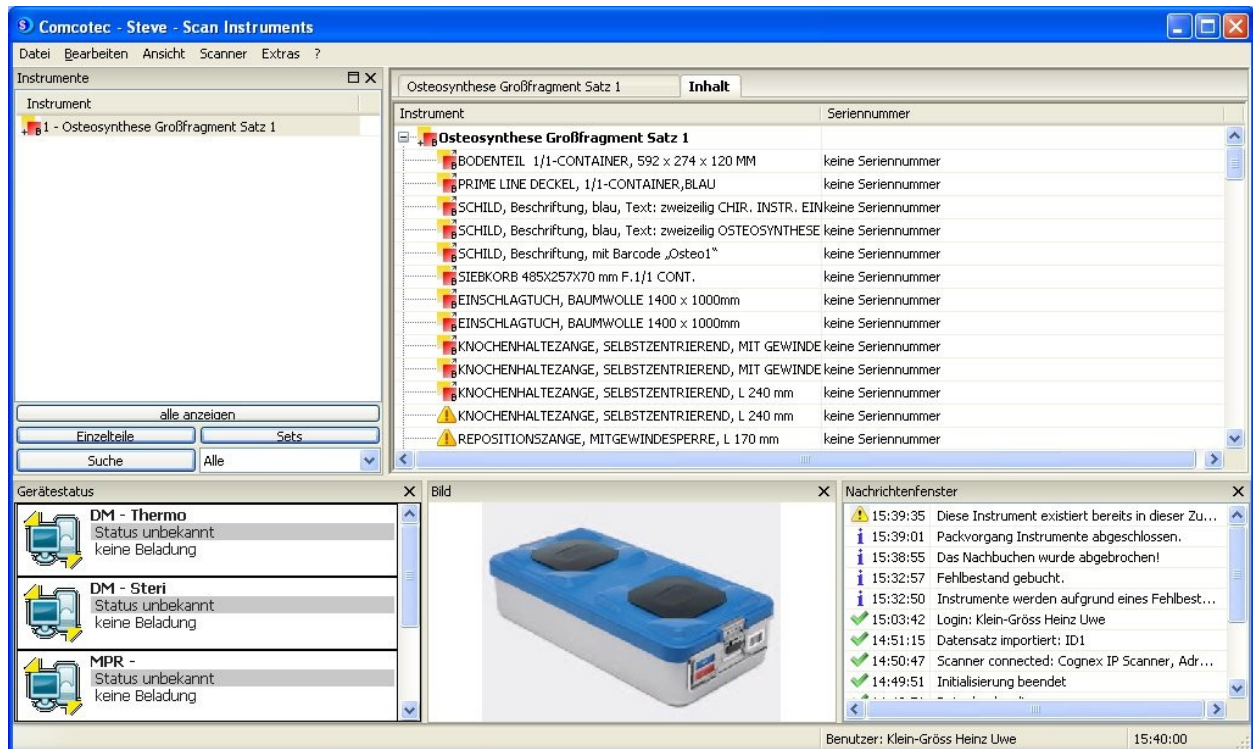 Comcotec - Steve - Scan Instruments
Datei Bearbeiten Ansicht Scanner Extras ?
Instrumente
Instrument
1 - Osteosynthese Großfragment Satz 1
alle anzeigen
Einzelteile Sets
Suche Alle
Osteosynthese Großfragment Satz 1 Inhalt
Instrument Seriennummer
Osteosynthese Großfragment Satz 1
BODENTEIL 1/1-CONTAINER, 592 x 274 x 120 MM keine Seriennummer
PRIME LINE DECKEL, 1/1-CONTAINER,BLAU keine Seriennummer
SCHILD, Beschriftung, blau, Text: zweizeilig CHIR. INSTR. EIN keine Seriennummer
SCHILD, Beschriftung, blau, Text: zweizeilig OSTEOSYNTHESE keine Seriennummer
SCHILD, Beschriftung, mit Barcode „Osteo1“ keine Seriennummer
SIEBKORB 485X257X70 mm F.1/1 CONT. keine Seriennummer
EINSCHLAGTUCH, BAUMWOLLE 1400 x 1000mm keine Seriennummer
EINSCHLAGTUCH, BAUMWOLLE 1400 x 1000mm keine Seriennummer
KNOCHENHALTEZANGE, SELBSTZENTRIEREND, MIT GEWINDE keine Seriennummer
KNOCHENHALTEZANGE, SELBSTZENTRIEREND, MIT GEWINDE keine Seriennummer
KNOCHENHALTEZANGE, SELBSTZENTRIEREND, L 240 mm keine Seriennummer
KNOCHENHALTEZANGE, SELBSTZENTRIEREND, L 240 mm keine Seriennummer
REPOSITIONSZANGE, MITGEWINDESPERRE, L 170 mm keine Seriennummer
Gerätestatus
DM - Thermo
Status unbekannt
keine Beladung
DM - Steri
Status unbekannt
keine Beladung
MPR -
Status unbekannt
keine Beladung
Bild
Nachrichtenfenster
15:39:35 Diese Instrument existiert bereits in dieser Zu...
15:39:01 Packvorgang Instrumente abgeschlossen.
15:38:55 Das Nachbuchen wurde abgebrochen!
15:32:57 Fehlbestand gebucht.
15:32:50 Instrumente werden aufgrund eines Fehlbest...
15:03:42 Login: Klein-Gröss Heinz Uwe
14:51:15 Datensatz importiert: ID1
14:50:47 Scanner connected: Cognex IP Scanner, Adr...
14:49:51 Initialisierung beendet
Benutzer: Klein-Gröss Heinz Uwe 15:40:00